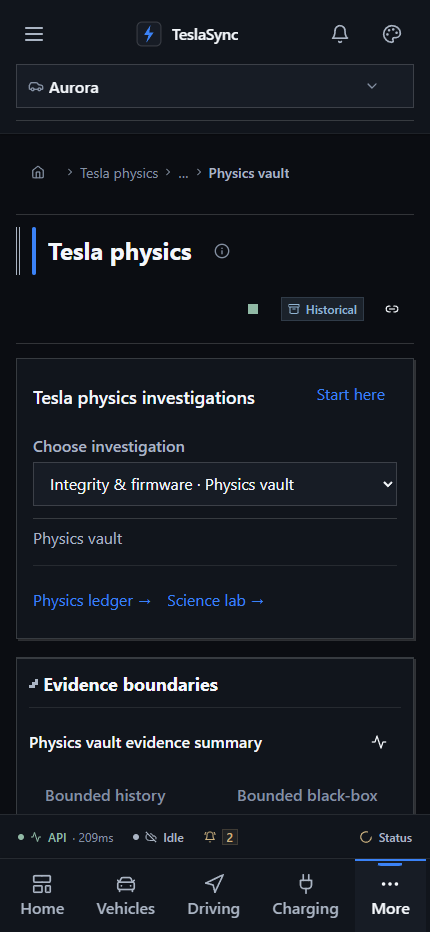 TeslaSync
Aurora
Tesla physics > ... > Physics vault
Tesla physics
Historical
Tesla physics investigations
Start here
Choose investigation
Integrity & firmware · Physics vault
Physics vault
Physics ledger → Science lab →
Evidence boundaries
Physics vault evidence summary
Bounded history Bounded black-box
API · 209ms Idle 2 Status
Home Vehicles Driving Charging More